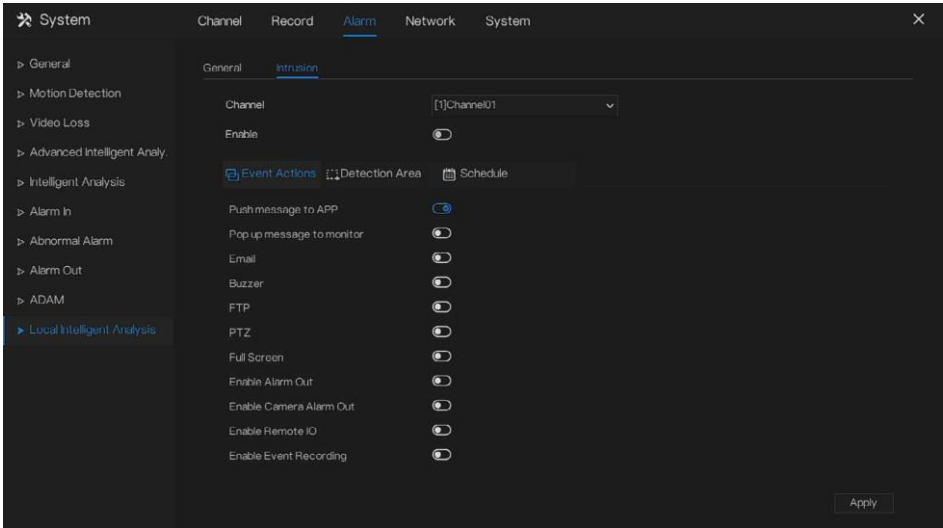 System
Channel Record Alarm Network System
General
Motion Detection
Video Loss
Advanced Intelligent Analy.
Intelligent Analysis
Alarm In
Abnormal Alarm
Alarm Out
ADAM
Local Intelligent Analysis
General Intrusion
Channel [1]Channel01
Enable
Event Actions Detection Area Schedule
Push message to APP
Pop up message to monitor
Email
Buzzer
FTP
PTZ
Full Screen
Enable Alarm Out
Enable Camera Alarm Out
Enable Remote IO
Enable Event Recording
Apply